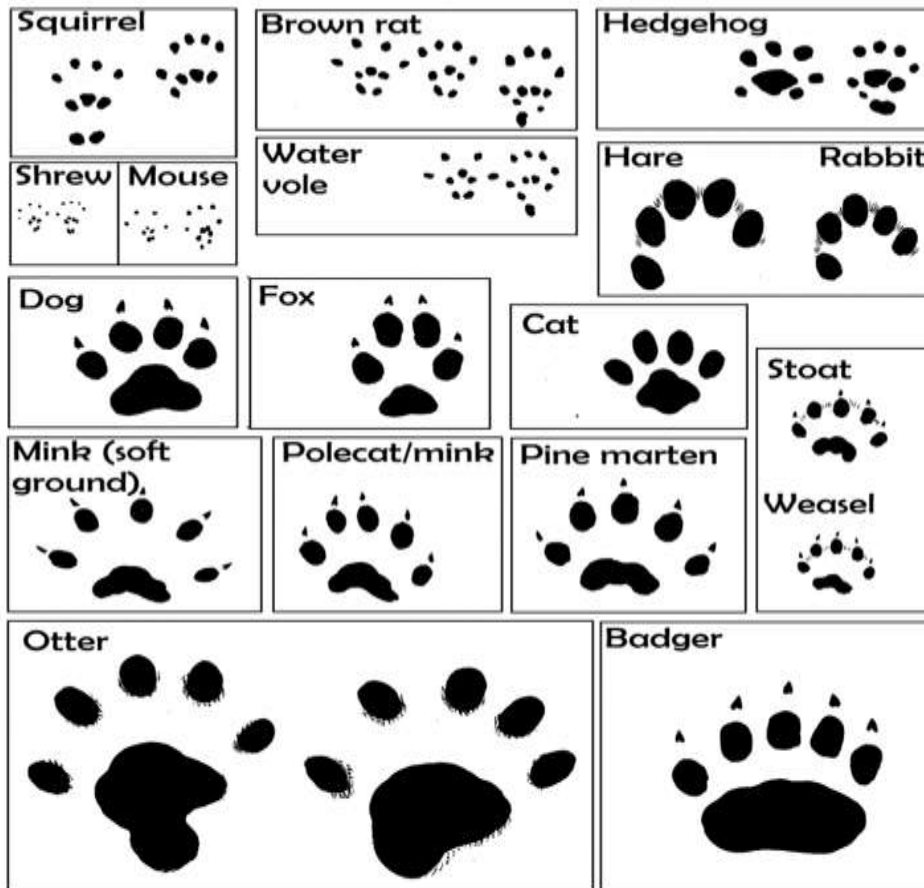 Squirrel
Brown rat
Hedgehog
Shrew
Mouse
Water
vole
Hare
Rabbit
Dog
Fox
Cat
Stoat
Mink (soft
ground)
Polecat/mink
Pine marten
Weasel
Otter
Badger